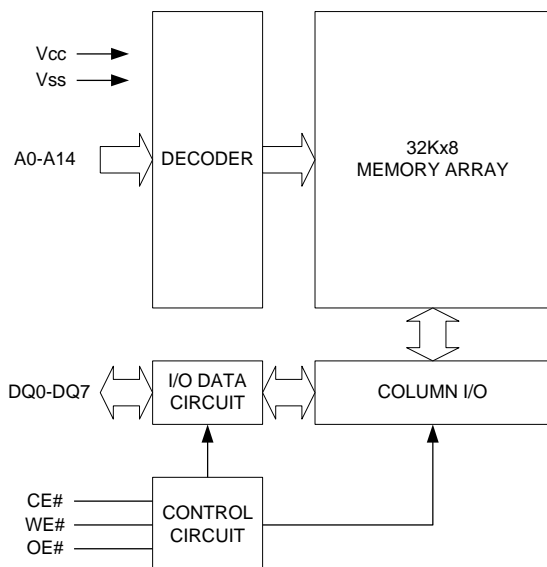 Vcc
Vss
A0-A14
DECODER
32Kx8
MEMORY ARRAY
DQ0-DQ7
I/O DATA
CIRCUIT
COLUMN I/O
CE#
WE#
OE#
CONTROL
CIRCUIT